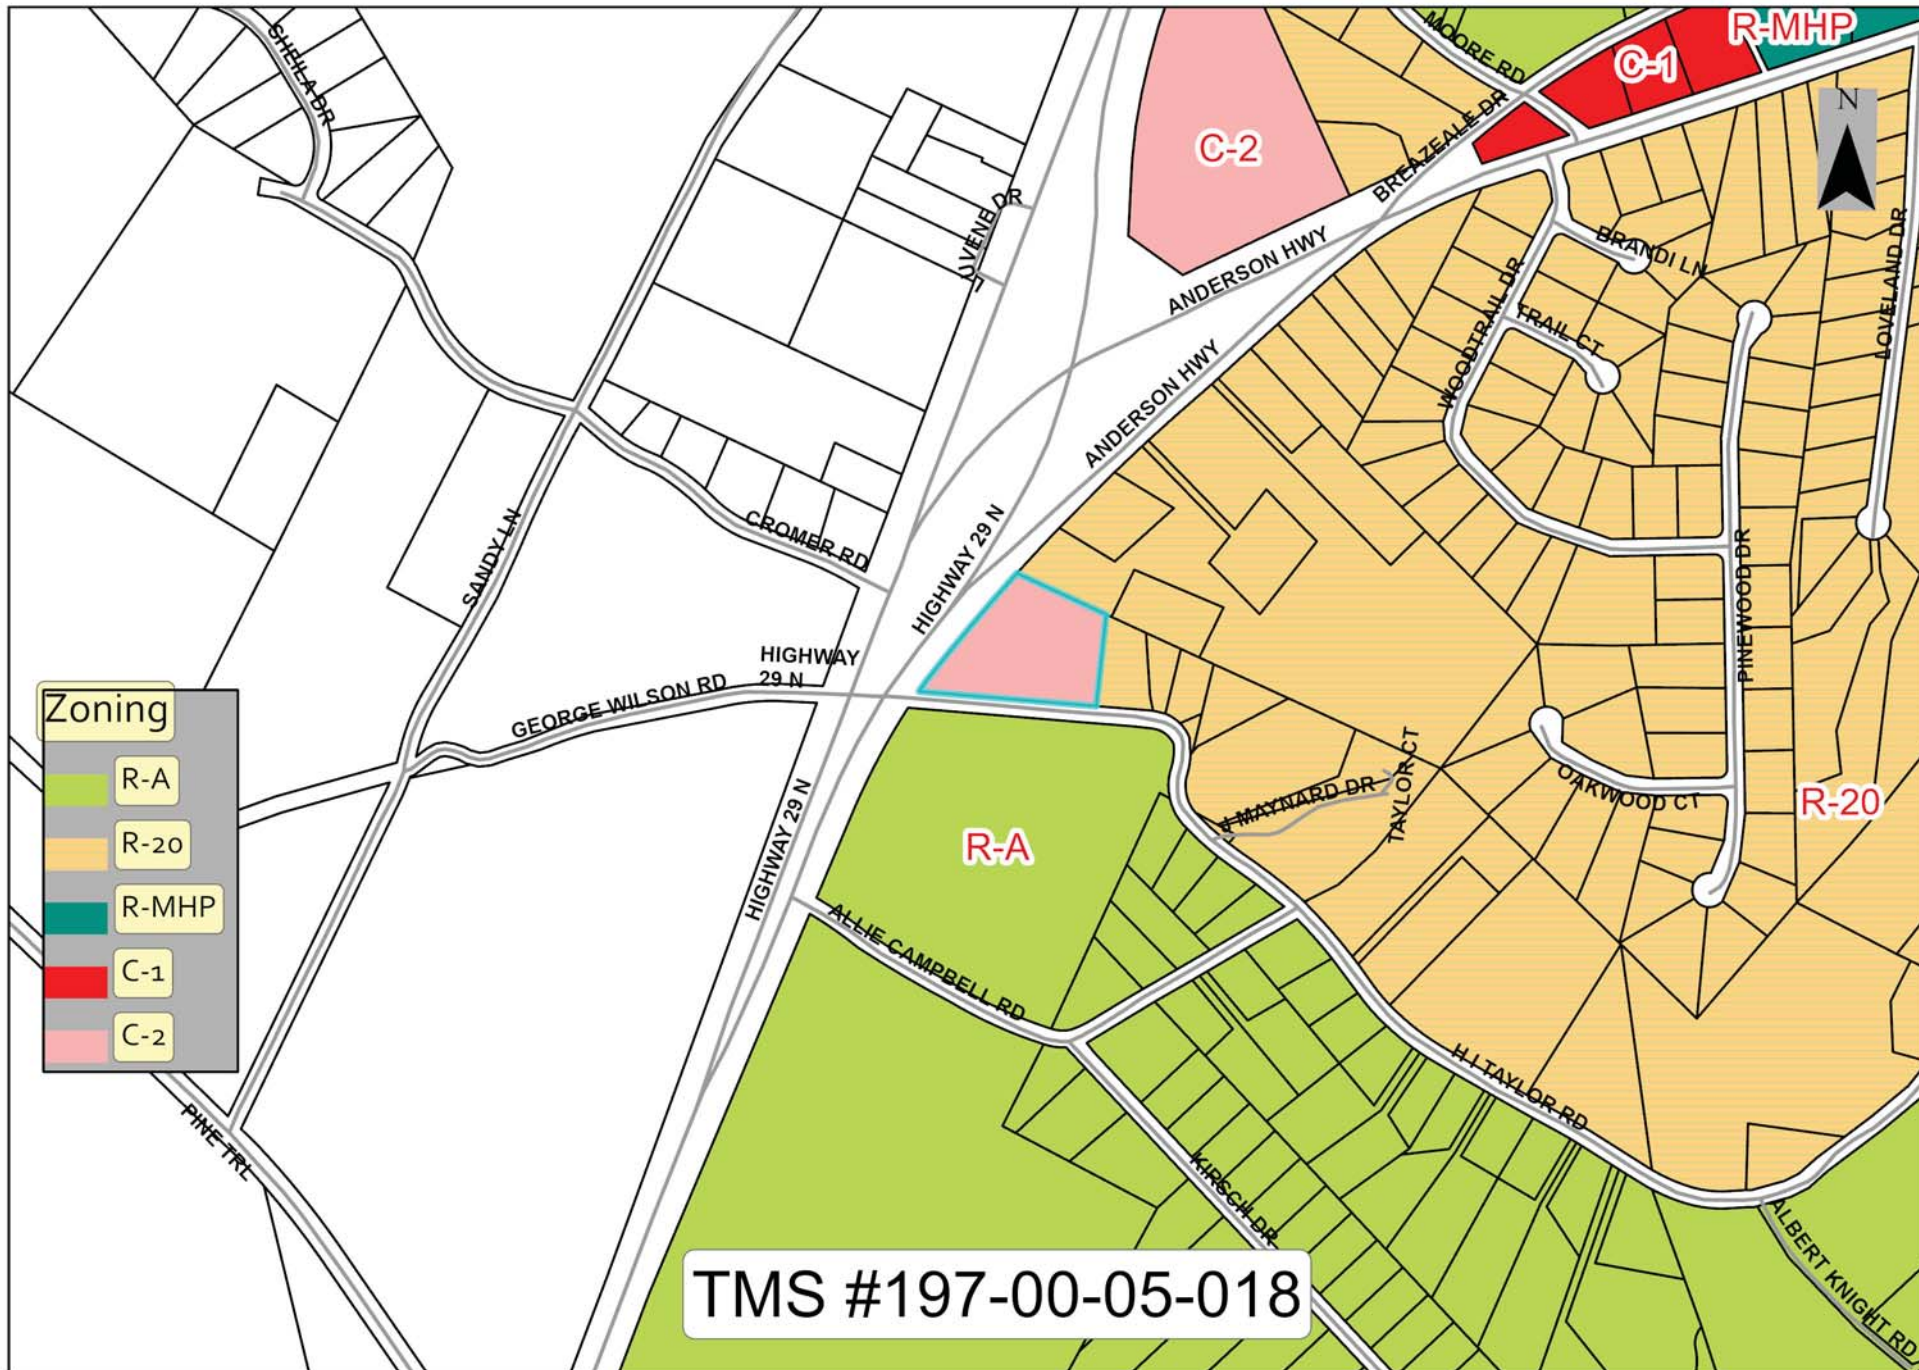 SHEILA DR
MOORE RD
R-MHP
C-1
N
C-2
BREAZEALE DR
JUVENE DR
ANDERSON HWY
BRANDI LN
LOVELAND DR
WOODTRAIL DR
TRAIL CT
ANDERSON HWY
SANDY LN
CROMER RD
HIGHWAY 29 N
PINEWOOD DR
HIGHWAY
29 N
GEORGE WILSON RD
Zoning
R-A
R-20
R-MHP
C-1
C-2
J MAYNARD DR
TAYLOR CT
OAKWOOD CT
R-20
R-A
HIGHWAY 29 N
ALLIE CAMPBELL RD
H I TAYLOR RD
PINE TRL
KIRSCH DR
ALBERT KNIGHT RD
TMS #197-00-05-018